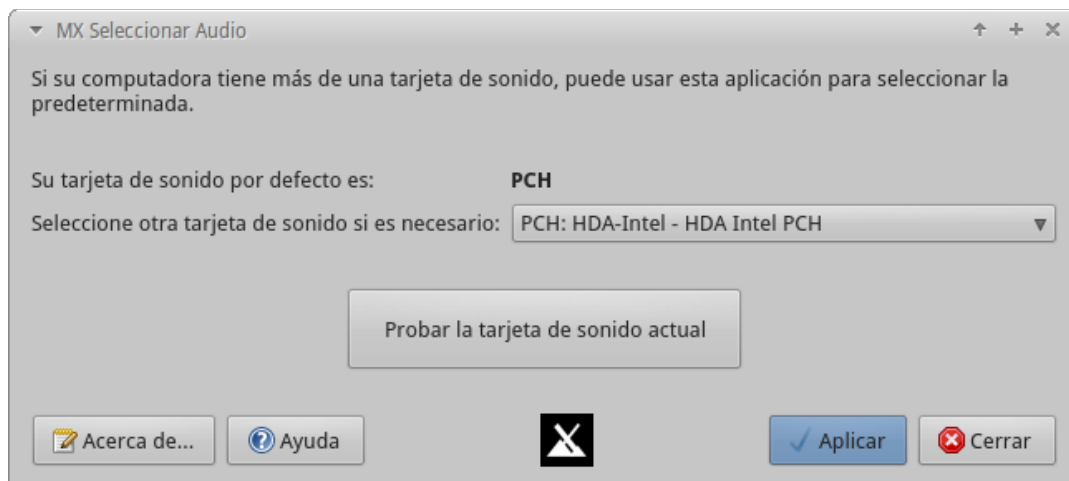 MX Seleccionar Audio
Si su computadora tiene más de una tarjeta de sonido, puede usar esta aplicación para seleccionar la
predeterminada.
Su tarjeta de sonido por defecto es: PCH
Seleccione otra tarjeta de sonido si es necesario: PCH: HDA-Intel - HDA Intel PCH
Probar la tarjeta de sonido actual
Acerca de... Ayuda Aplicar Cerrar